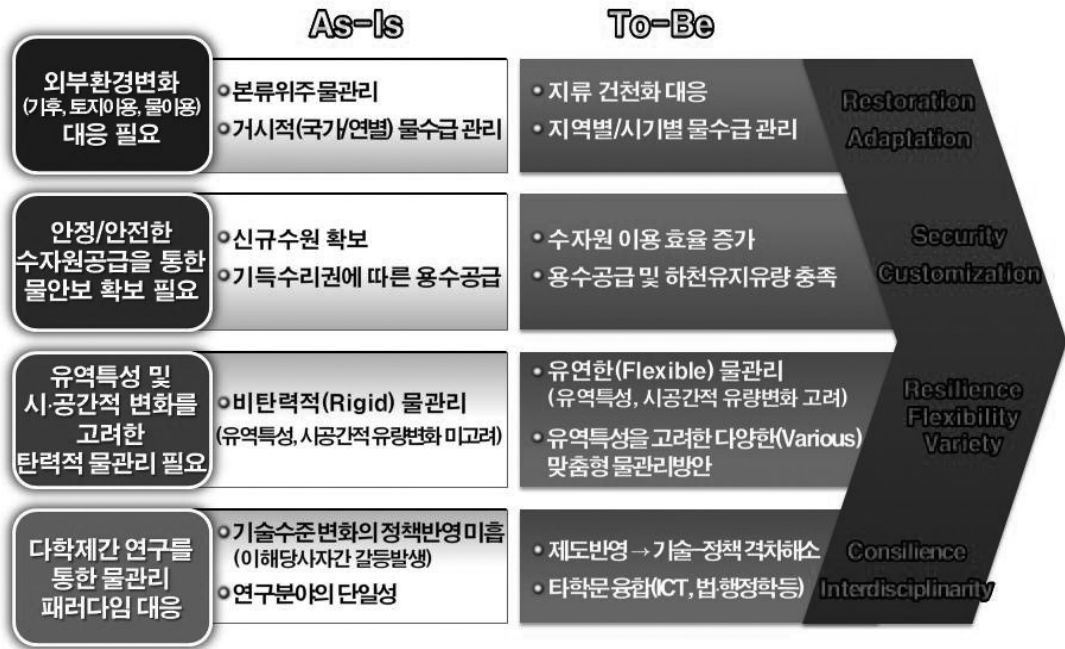 As-Is
To-Be
외부환경변화
(기후, 토지이용, 물이용)
대응 필요
본류위주 물관리
거시적(국가/연별) 물수급 관리
지류 건천화 대응
지역별/시기별 물수급 관리
Restoration
Adaptation
안정/안전한
수자원공급을 통한
물안보 확보 필요
신규수원 확보
기득수리권에 따른 용수공급
수자원 이용 효율 증가
용수공급 및 하천유지유량 충족
Security
Customization
유역특성 및
시·공간적 변화를
고려한
탄력적 물관리 필요
비탄력적(Rigid) 물관리
(유역특성, 시공간적 유량변화 미고려)
유연한(Flexible) 물관리
(유역특성, 시공간적 유량변화 고려)
유역특성을 고려한 다양한(Various)
맞춤형 물관리방안
Resilience
Flexibility
Variety
다학제간 연구를
통한 물관리
패러다임 대응
기술수준 변화의 정책반영 미흡
(이해당사자간 갈등발생)
연구분야의 단일성
제도반영 → 기술-정책 격차해소
타학문 융합(ICT, 법·행정학 등)
Consilience
Interdisciplinarity